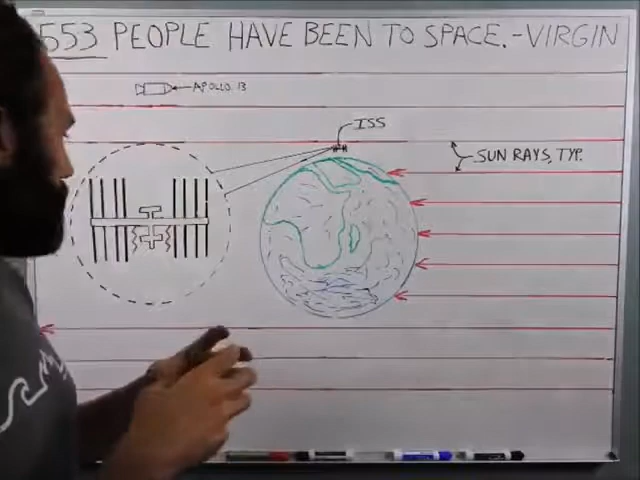 553 PEOPLE HAVE BEEN TO SPACE.-VIRGIN
APOLLO 13
ISS
SUN RAYS, TYP.